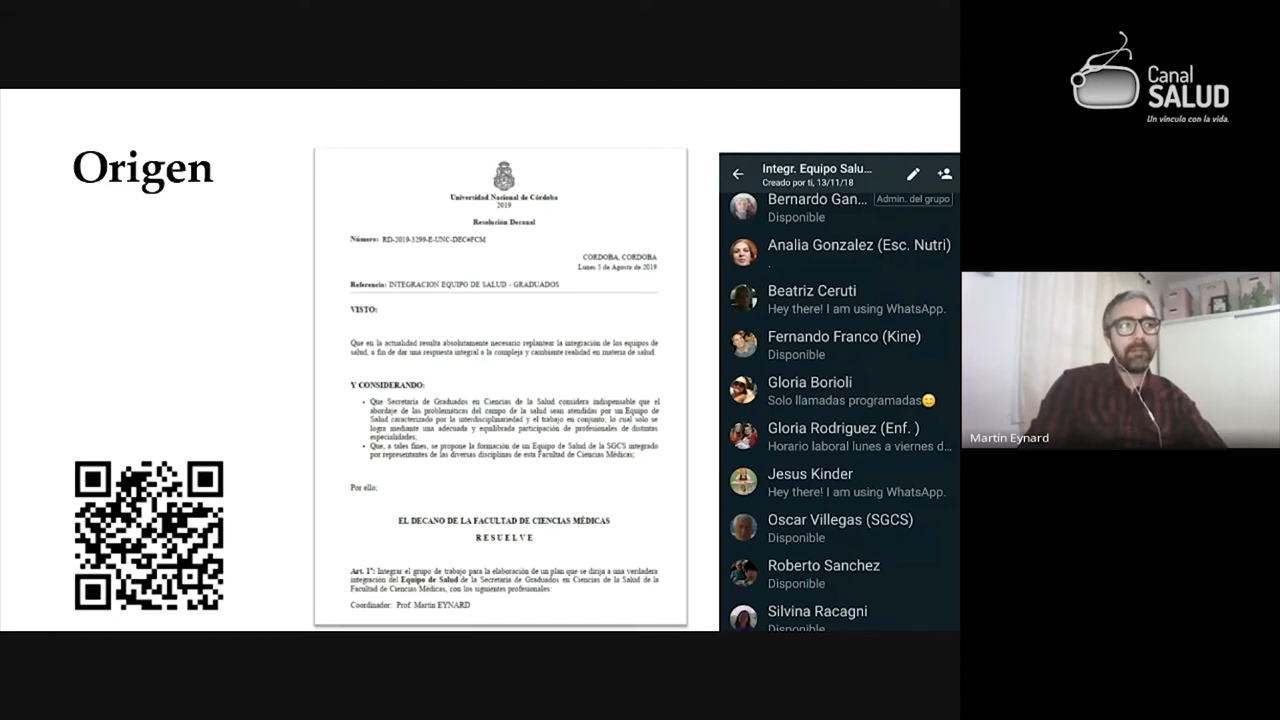 Origen
Universidad Nacional de Córdoba
2019
Resolución Decanal
Número: RD-2019-3299-E-UNC-DEC#FCM
CORDOBA, CORDOBA
Lunes 5 de Agosto de 2019
Referencia: INTEGRACION EQUIPO DE SALUD - GRADUADOS
VISTO:
Que en la actualidad resulta absolutamente necesario replantear la integración de los equipos de
salud, a fin de dar una respuesta integral a la compleja y cambiante realidad en materia de salud.
Y CONSIDERANDO:
• Que Secretaría de Graduados en Ciencias de la Salud considera indispensable que el
abordaje de las problemáticas del campo de la salud sean atendidas por un Equipo de
Salud caracterizado por la interdisciplinariedad y el trabajo en conjunto, lo cual solo se
logra mediante una adecuada y equilibrada participación de profesionales de distintas
especialidades;
• Que, a tales fines, se propone la formación de un Equipo de Salud de la SGCS integrado
por representantes de las diversas disciplinas de esta Facultad de Ciencias Médicas;
Por ello;
EL DECANO DE LA FACULTAD DE CIENCIAS MÉDICAS
R E S U E L V E
Art. 1º: Integrar el grupo de trabajo para la elaboración de un plan que se dirija a una verdadera
integración del Equipo de Salud de la Secretaría de Graduados en Ciencias de la Salud de la
Facultad de Ciencias Médicas, con los siguientes profesionales:
Coordinador: Prof. Martín EYNARD
Integr. Equipo Salu...
Creado por ti, 13/11/18
Bernardo Gan... Admin. del grupo
Disponible
Analia Gonzalez (Esc. Nutri)
.
Beatriz Ceruti
Hey there! I am using WhatsApp.
Fernando Franco (Kine)
Disponible
Gloria Borioli
Solo llamadas programadas😊
Gloria Rodriguez (Enf. )
Horario laboral lunes a viernes d...
Jesus Kinder
Hey there! I am using WhatsApp.
Oscar Villegas (SGCS)
Disponible
Roberto Sanchez
Disponible
Silvina Racagni
Disponible
Canal
SALUD
Un vínculo con la vida.
Martín Eynard